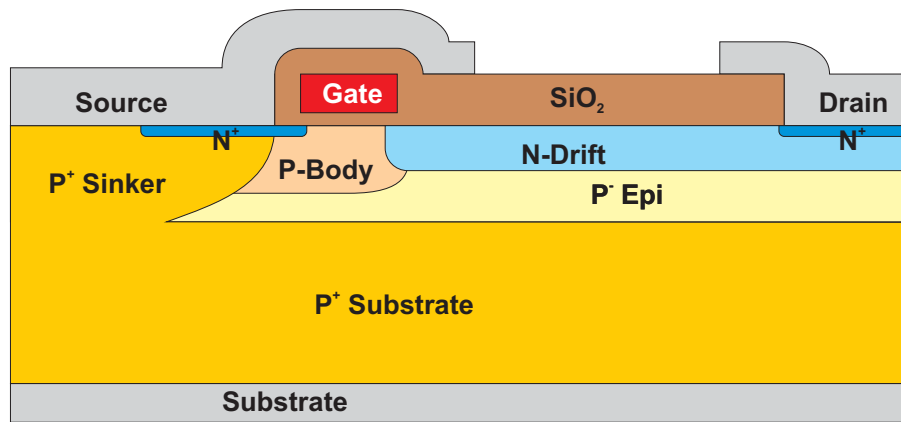 Gate
Source
SiO₂
Drain
N⁺
N⁺
N-Drift
P-Body
P⁺ Sinker
P⁻ Epi
P⁺ Substrate
Substrate